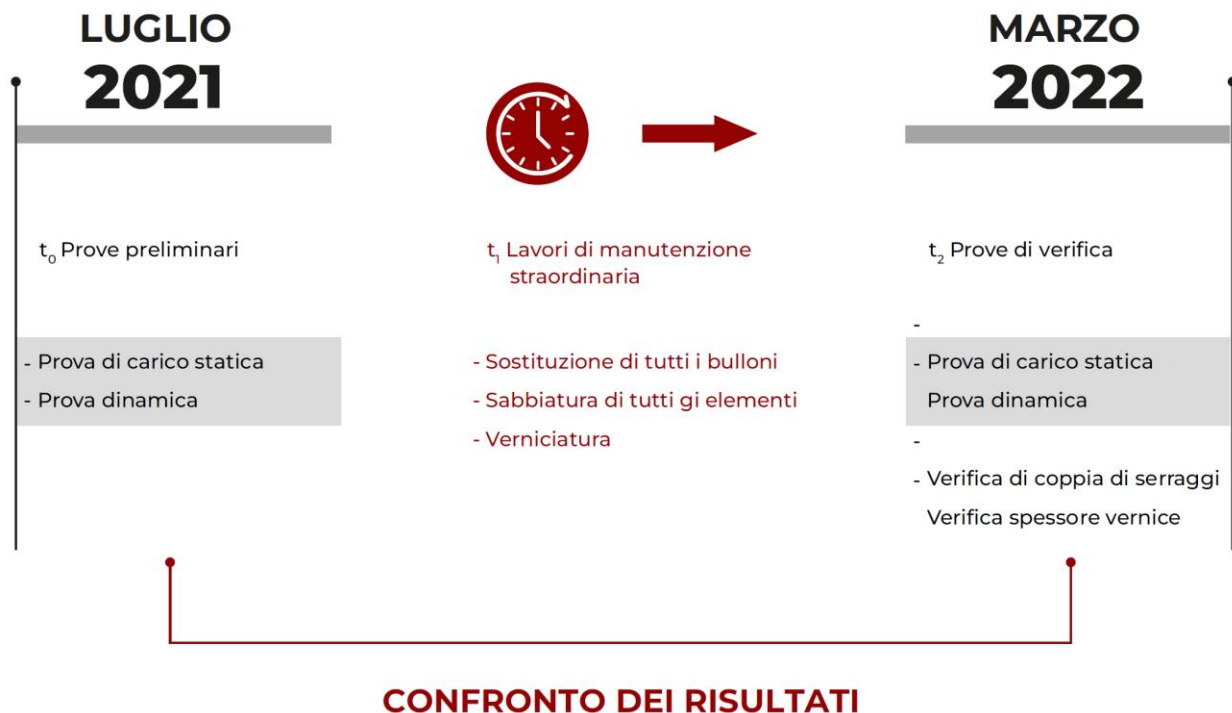 LUGLIO
2021
t₀ Prove preliminari
- Prova di carico statica
- Prova dinamica
t₁ Lavori di manutenzione
straordinaria
- Sostituzione di tutti i bulloni
- Sabbiatura di tutti gi elementi
- Verniciatura
MARZO
2022
t₂ Prove di verifica
-
- Prova di carico statica
Prova dinamica
-
- Verifica di coppia di serraggi
Verifica spessore vernice
CONFRONTO DEI RISULTATI